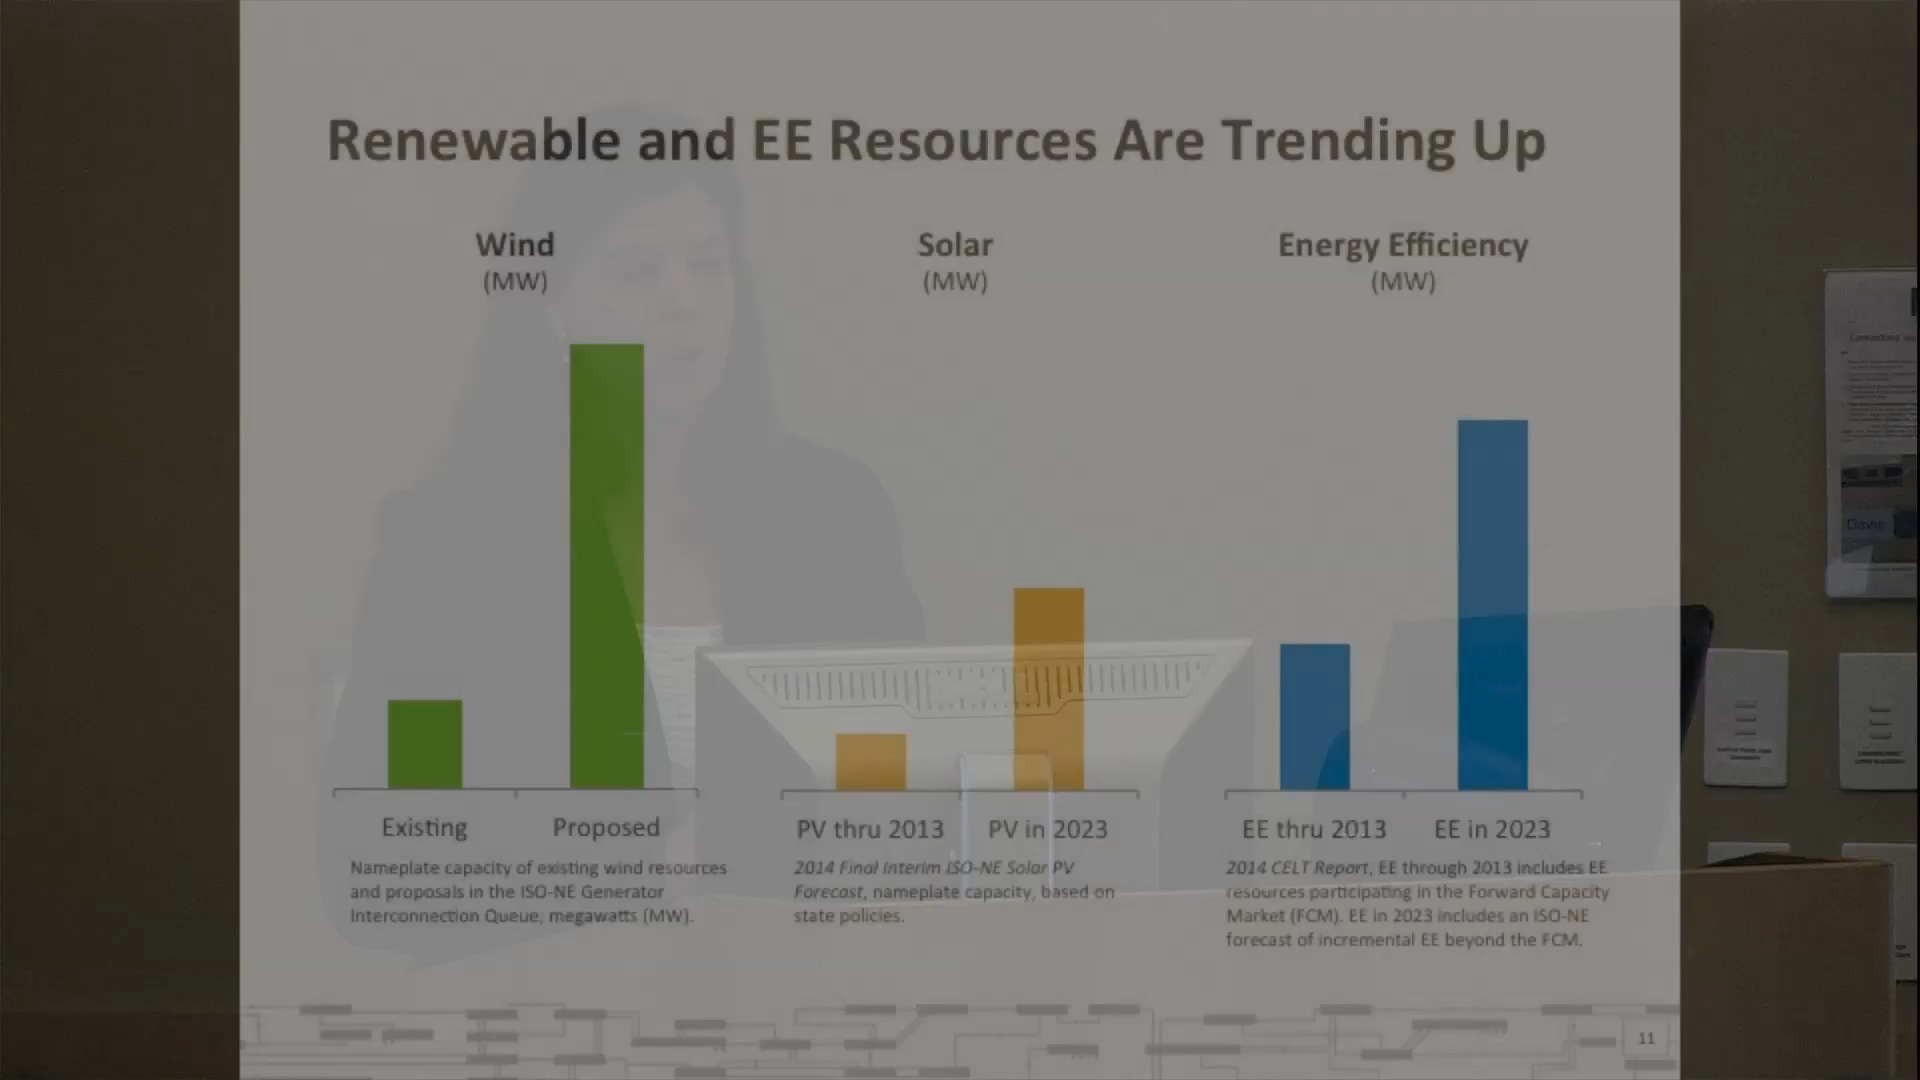 Renewable and EE Resources Are Trending Up
Wind
(MW)
Existing
Proposed
Nameplate capacity of existing wind resources
and proposals in the ISO-NE Generator
Interconnection Queue, megawatts (MW).
Solar
(MW)
PV thru 2013
PV in 2023
2014 Final Interim ISO-NE Solar PV
Forecast, nameplate capacity, based on
state policies.
Energy Efficiency
(MW)
EE thru 2013
EE in 2023
2014 CELT Report, EE through 2013 includes EE
resources participating in the Forward Capacity
Market (FCM). EE in 2023 includes an ISO-NE
forecast of incremental EE beyond the FCM.
11
Connecting
Davis